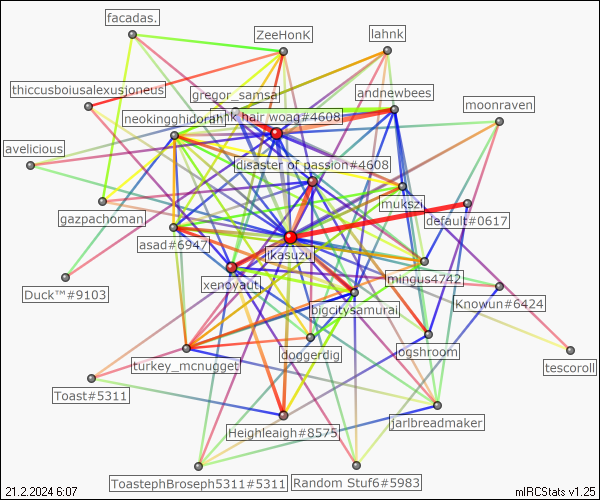 facadas.
ZeeHonK
lahnk
thiccusboiusalexusjoneus
gregor_samsa
andnewbees
moonraven
neokingghidorah
hair/woag#4608
avelicious
disaster of passion#4608
mukszi
gazpachoman
default#0617
asad#6947
ikasuzu
xenoyaut
mingus4742
Duck™#9103
Knowun#6424
bigcitysamurai
turkey_mcnugget
doggerdig
jogshroom
tescoroll
Toast#5311
jarlbreadmaker
Heighleaigh#8575
ToastephBroseph5311#5311
Random Stuf6#5983
21.2.2024 6:07
mIRCStats v1.25